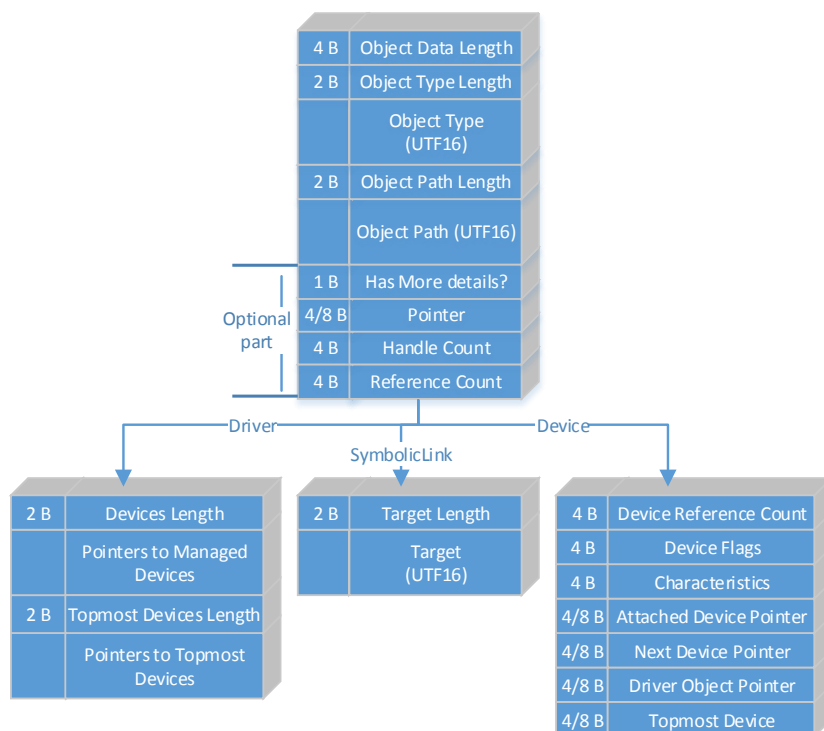 4 B Object Data Length
2 B Object Type Length
Object Type
(UTF16)
2 B Object Path Length
Object Path (UTF16)
1 B Has More details?
4/8 B Pointer
4 B Handle Count
4 B Reference Count
Optional
part
Driver
SymbolicLink
Device
2 B Devices Length
Pointers to Managed
Devices
2 B Topmost Devices Length
Pointers to Topmost
Devices
2 B Target Length
Target
(UTF16)
4 B Device Reference Count
4 B Device Flags
4 B Characteristics
4/8 B Attached Device Pointer
4/8 B Next Device Pointer
4/8 B Driver Object Pointer
4/8 B Topmost Device